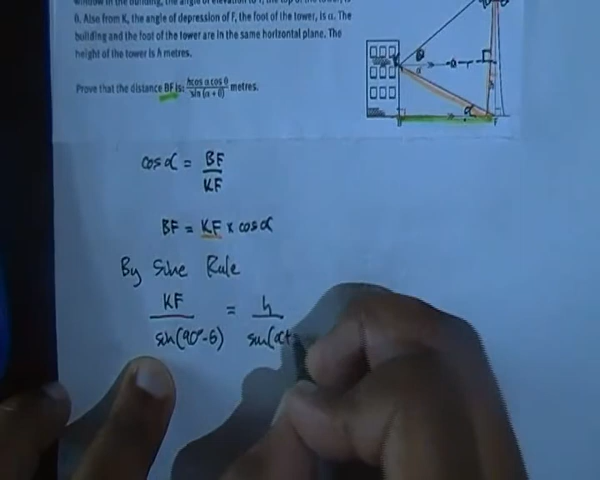 window in the building, the angle of elevation to T, the top of the tower, is
θ. Also from K, the angle of depression of F, the foot of the tower, is α. The
building and the foot of the tower are in the same horizontal plane. The
height of the tower is h metres.
Prove that the distance BF is: hcos α cos θ / sin (α + θ) metres.
cos α = BF / KF
BF = KF × cos α
By Sine Rule
KF / sin(90°-θ) = h / sin(α+